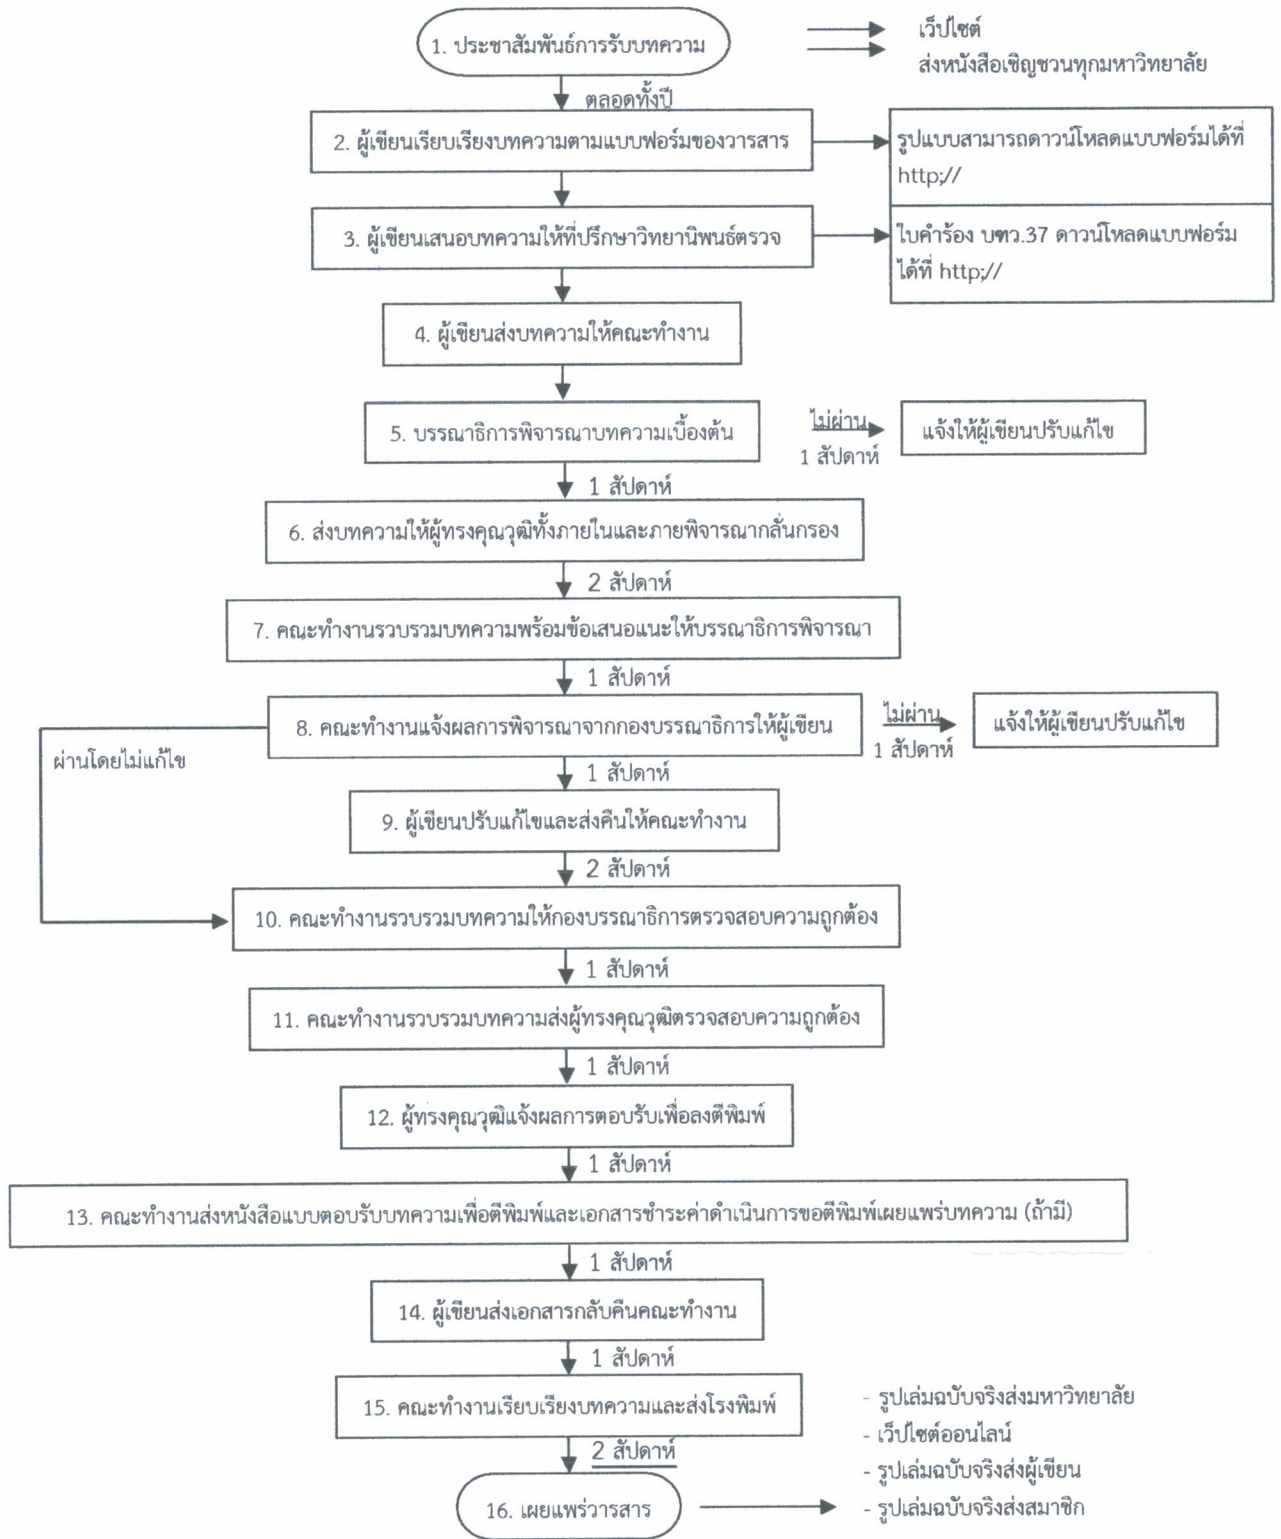 1. ประชาสัมพันธ์การรับบทความ
เว็ปไซต์
ส่งหนังสือเชิญชวนทุกมหาวิทยาลัย
ตลอดทั้งปี
2. ผู้เขียนเรียบเรียงบทความตามแบบฟอร์มของวารสาร
รูปแบบสามารถดาวน์โหลดแบบฟอร์มได้ที่
http;//
3. ผู้เขียนเสนอบทความให้ที่ปรึกษาวิทยานิพนธ์ตรวจ
ใบคำร้อง บฑว.37 ดาวน์โหลดแบบฟอร์ม
ได้ที่ http;//
4. ผู้เขียนส่งบทความให้คณะทำงาน
5. บรรณาธิการพิจารณาบทความเบื้องต้น
ไม่ผ่าน
1 สัปดาห์
แจ้งให้ผู้เขียนปรับแก้ไข
1 สัปดาห์
6. ส่งบทความให้ผู้ทรงคุณวุฒิทั้งภายในและภายพิจารณากลั่นกรอง
2 สัปดาห์
7. คณะทำงานรวบรวมบทความพร้อมข้อเสนอแนะให้บรรณาธิการพิจารณา
1 สัปดาห์
8. คณะทำงานแจ้งผลการพิจารณาจากกองบรรณาธิการให้ผู้เขียน
ไม่ผ่าน
1 สัปดาห์
แจ้งให้ผู้เขียนปรับแก้ไข
ผ่านโดยไม่แก้ไข
1 สัปดาห์
9. ผู้เขียนปรับแก้ไขและส่งคืนให้คณะทำงาน
2 สัปดาห์
10. คณะทำงานรวบรวมบทความให้กองบรรณาธิการตรวจสอบความถูกต้อง
1 สัปดาห์
11. คณะทำงานรวบรวมบทความส่งผู้ทรงคุณวุฒิตรวจสอบความถูกต้อง
1 สัปดาห์
12. ผู้ทรงคุณวุฒิแจ้งผลการตอบรับเพื่อลงตีพิมพ์
1 สัปดาห์
13. คณะทำงานส่งหนังสือแบบตอบรับบทความเพื่อตีพิมพ์และเอกสารชำระค่าดำเนินการขอตีพิมพ์เผยแพร่บทความ (ถ้ามี)
1 สัปดาห์
14. ผู้เขียนส่งเอกสารกลับคืนคณะทำงาน
1 สัปดาห์
15. คณะทำงานเรียบเรียงบทความและส่งโรงพิมพ์
2 สัปดาห์
16. เผยแพร่วารสาร
- รูปเล่มฉบับจริงส่งมหาวิทยาลัย
- เว็ปไซต์ออนไลน์
- รูปเล่มฉบับจริงส่งผู้เขียน
- รูปเล่มฉบับจริงส่งสมาชิก